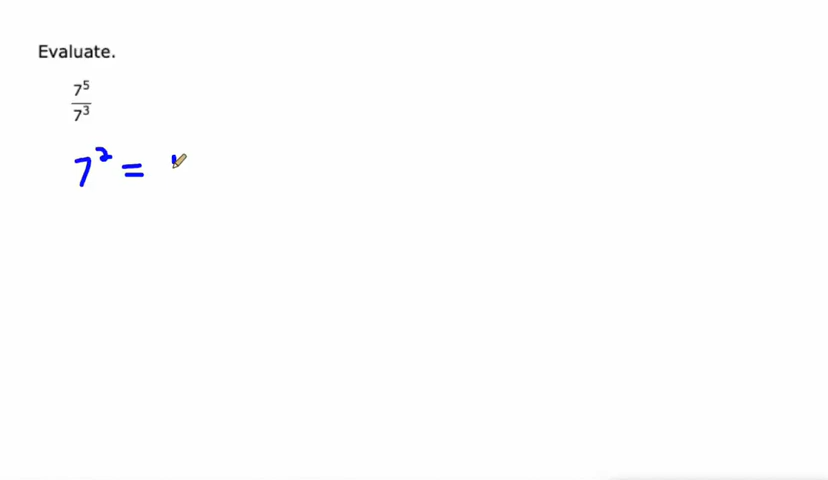 Evaluate.
7⁵
7³
7² =